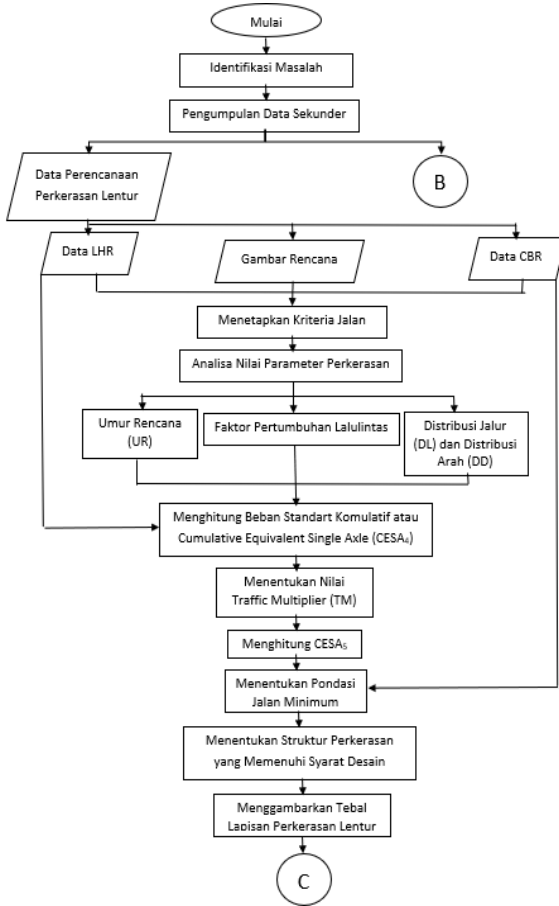 Mulai
Identifikasi Masalah
Pengumpulan Data Sekunder
Data Perencanaan
Perkerasan Lentur
B
Data LHR
Gambar Rencana
Data CBR
Menetapkan Kriteria Jalan
Analisa Nilai Parameter Perkerasan
Umur Rencana
(UR)
Faktor Pertumbuhan Lalulintas
Distribusi Jalur
(DL) dan Distribusi
Arah (DD)
Menghitung Beban Standart Komulatif atau
Cumulative Equivalent Single Axle (CESA₄)
Menentukan Nilai
Traffic Multiplier (TM)
Menghitung CESA₅
Menentukan Pondasi
Jalan Minimum
Menentukan Struktur Perkerasan
yang Memenuhi Syarat Desain
Menggambarkan Tebal
Lapisan Perkerasan Lentur
C